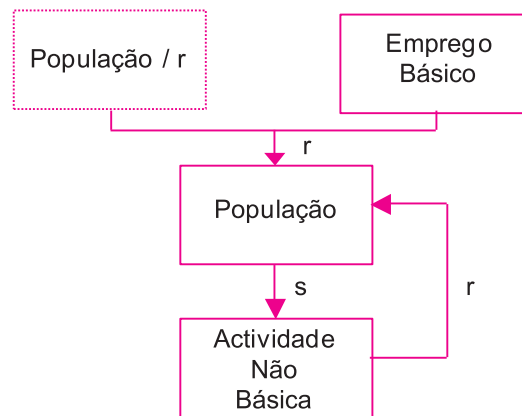 População / r
Emprego
Básico
r
População
s
r
Actividade
Não
Básica